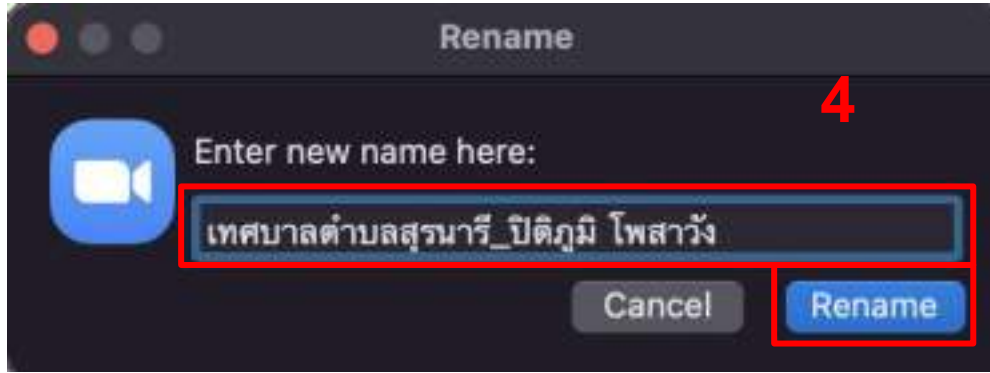 Rename
4
Enter new name here:
เทศบาลตำบลสุรนารี_ปิติภูมิ โพสาวัง
Cancel
Rename